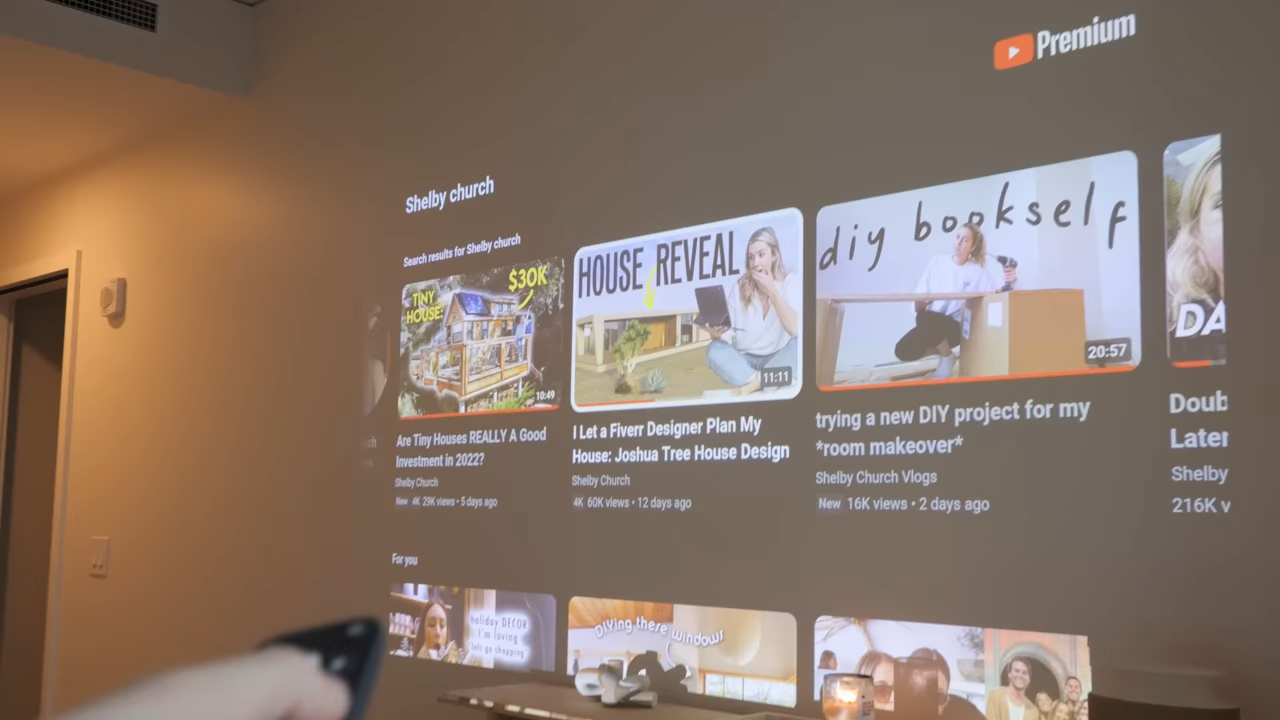 Premium
Shelby church
Search results for Shelby church
TINY
HOUSE:
$30K
10:49
Are Tiny Houses REALLY A Good
Investment in 2022?
Shelby Church
New 4K 29K views • 5 days ago
HOUSE REVEAL
11:11
I Let a Fiverr Designer Plan My
House: Joshua Tree House Design
Shelby Church
4K 60K views • 12 days ago
diy bookself
20:57
trying a new DIY project for my
*room makeover*
Shelby Church Vlogs
New 16K views • 2 days ago
DA
Doub
Later
Shelby
216K v
For you
holiday DECOR
I'm loving
lets go shopping
DIYing these windows